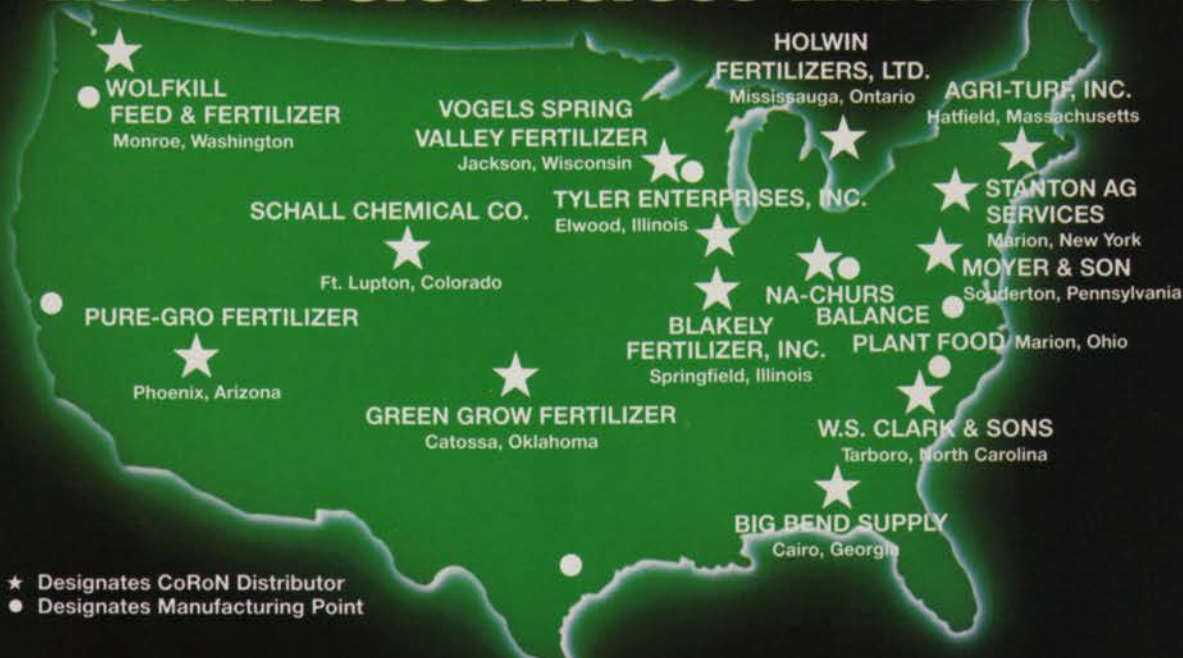 WOLFKILL
FEED & FERTILIZER
Monroe, Washington
VOGELS SPRING
VALLEY FERTILIZER
Jackson, Wisconsin
HOLWIN
FERTILIZERS, LTD.
Mississauga, Ontario
AGRI-TURF, INC.
Hatfield, Massachusetts
SCHALL CHEMICAL CO.
Ft. Lupton, Colorado
TYLER ENTERPRISES, INC.
Elwood, Illinois
STANTON AG
SERVICES
Marion, New York
MOYER & SON
Souderton, Pennsylvania
PURE-GRO FERTILIZER
Phoenix, Arizona
BLAKELY
FERTILIZER, INC.
Springfield, Illinois
NA-CHURS
BALANCE
PLANT FOOD Marion, Ohio
GREEN GROW FERTILIZER
Catossa, Oklahoma
W.S. CLARK & SONS
Tarboro, North Carolina
BIG BEND SUPPLY
Cairo, Georgia
★ Designates CoRoN Distributor
● Designates Manufacturing Point